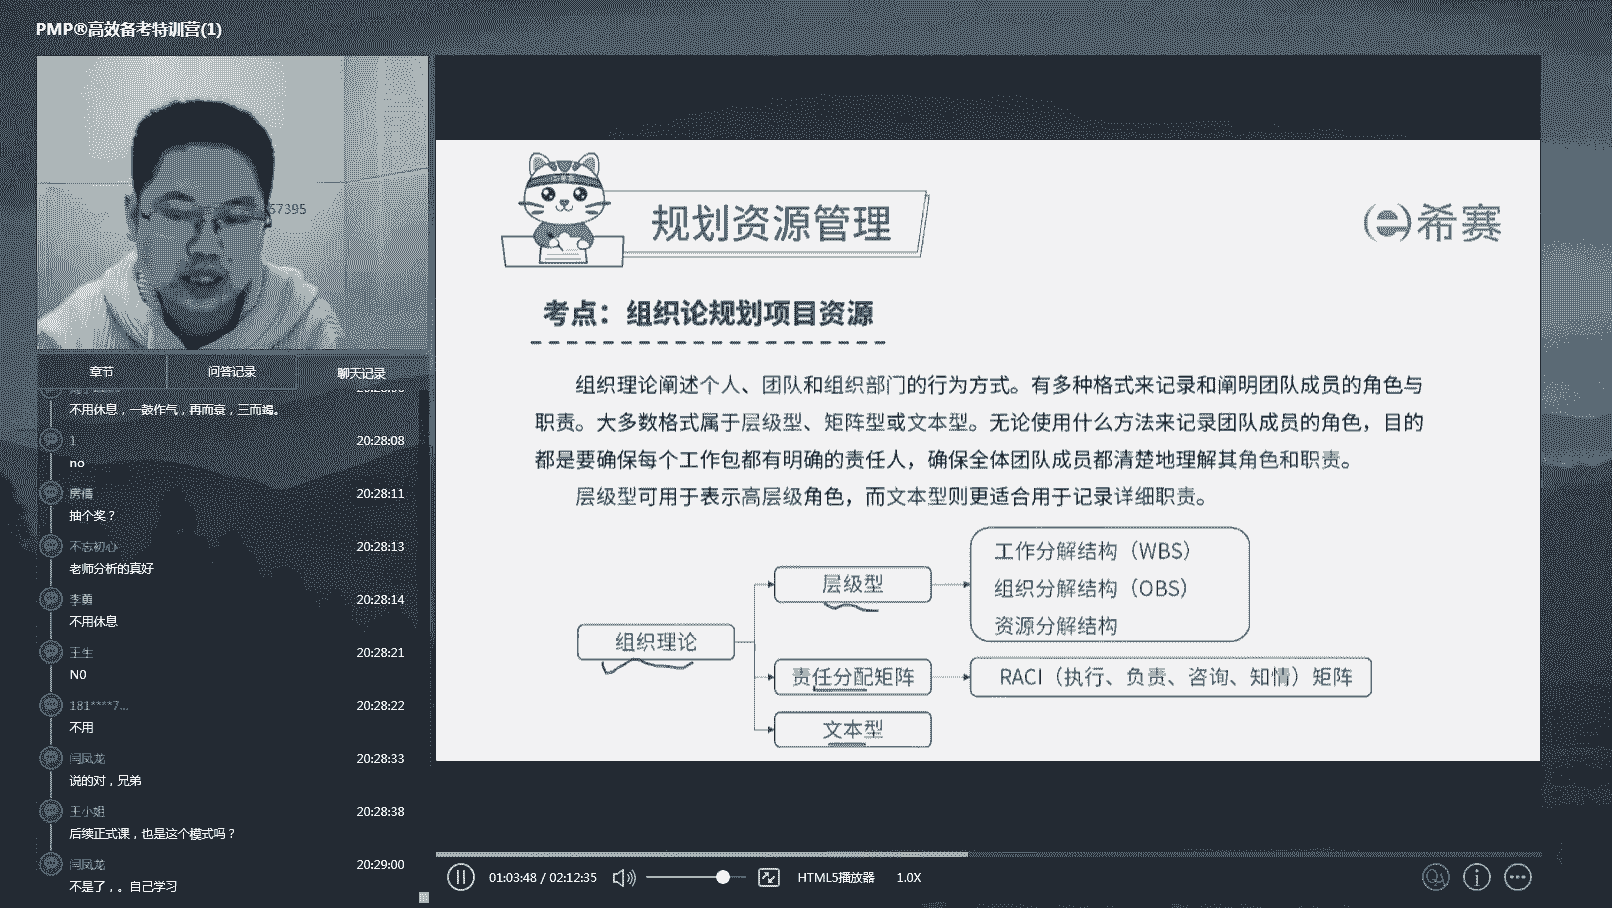 PMP®高效备考特训营(1)
57395
章节
问答记录
聊天记录
不用休息，一鼓作气，再而衰，三而竭。
1
20:28:08
no
房倩
20:28:11
抽个奖？
不忘初心
20:28:13
老师分析的真好
李勇
20:28:14
不用休息
王生
20:28:21
NO
181****7...
20:28:22
不用
闫凤龙
20:28:33
说的对，兄弟
王小姐
20:28:38
后续正式课，也是这个模式吗？
闫凤龙
20:29:00
不是了，。自己学习
规划资源管理
希赛
考点：组织论规划项目资源
组织理论阐述个人、团队和组织部门的行为方式。有多种格式来记录和阐明团队成员的角色与
职责。大多数格式属于层级型、矩阵型或文本型。无论使用什么方法来记录团队成员的角色，目的
都是要确保每个工作包都有明确的责任人，确保全体团队成员都清楚地理解其角色和职责。
层级型可用于表示高层级角色，而文本型则更适合用于记录详细职责。
组织理论
层级型
工作分解结构（WBS）
组织分解结构（OBS）
资源分解结构
责任分配矩阵
RACI（执行、负责、咨询、知情）矩阵
文本型
01:03:48 / 02:12:35
HTML5播放器
1.0X